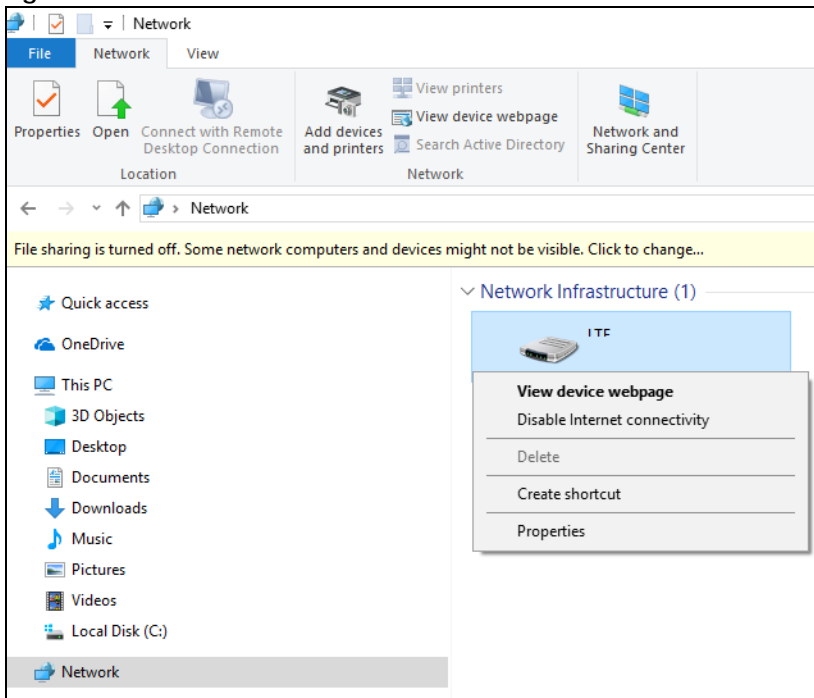 Network
File Network View
Properties Open Connect with Remote Desktop Connection
Location
Add devices and printers
View printers
View device webpage
Search Active Directory
Network
Network and Sharing Center
Network
File sharing is turned off. Some network computers and devices might not be visible. Click to change...
Quick access
OneDrive
This PC
3D Objects
Desktop
Documents
Downloads
Music
Pictures
Videos
Local Disk (C:)
Network
Network Infrastructure (1)
View device webpage
Disable Internet connectivity
Delete
Create shortcut
Properties